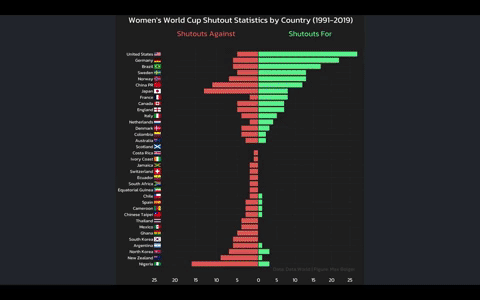 Women's World Cup Shutout Statistics by Country (1991-2019)
Shutouts Against Shutouts For
United States
Germany
Brazil
Sweden
Norway
China PR
Japan
France
Canada
England
Italy
Netherlands
Denmark
Colombia
Australia
Scotland
Costa Rica
Ivory Coast
Jamaica
Switzerland
Ecuador
South Africa
Equatorial Guinea
Chile
Spain
Cameroon
Chinese Taipei
Thailand
Mexico
Ghana
South Korea
Argentina
North Korea
New Zealand
Nigeria
25 20 15 10 5 0 5 10 15 20 25